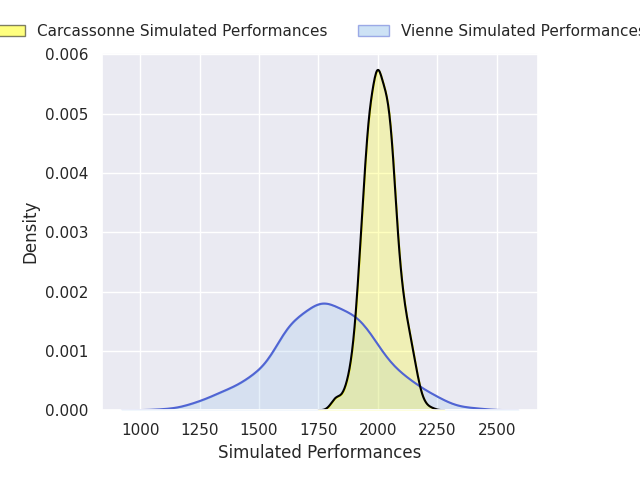 Carcassonne Simulated Performances Vienne Simulated Performances
0.006
0.005
0.004
0.003
0.002
0.001
0.000
Density
1000 1250 1500 1750 2000 2250 2500
Simulated Performances